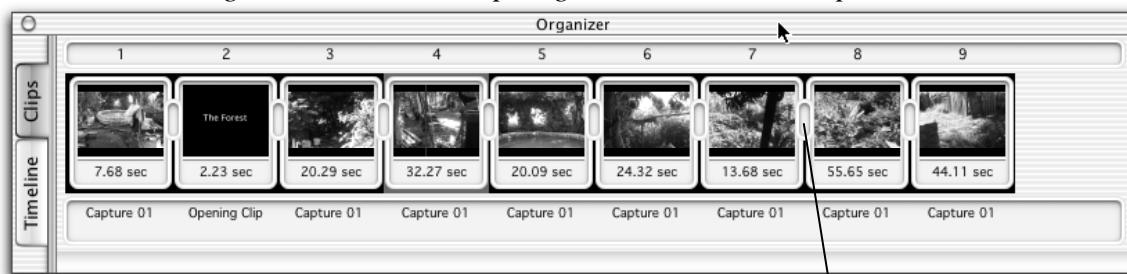 Organizer
1 2 3 4 5 6 7 8 9
Clips
The Forest
7.68 sec 2.23 sec 20.29 sec 32.27 sec 20.09 sec 24.32 sec 13.68 sec 55.65 sec 44.11 sec
Timeline
Capture 01 Opening Clip Capture 01 Capture 01 Capture 01 Capture 01 Capture 01 Capture 01 Capture 01